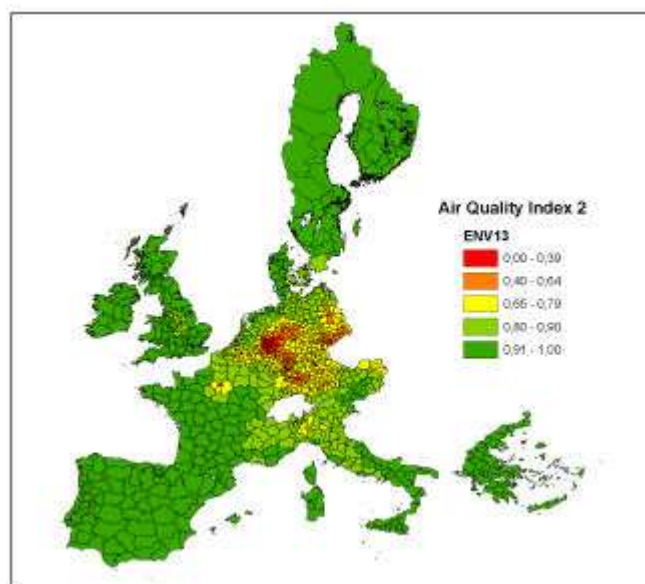 Air Quality Index 2
ENV13
0,00 - 0,39
0,40 - 0,64
0,65 - 0,79
0,80 - 0,90
0,91 - 1,00